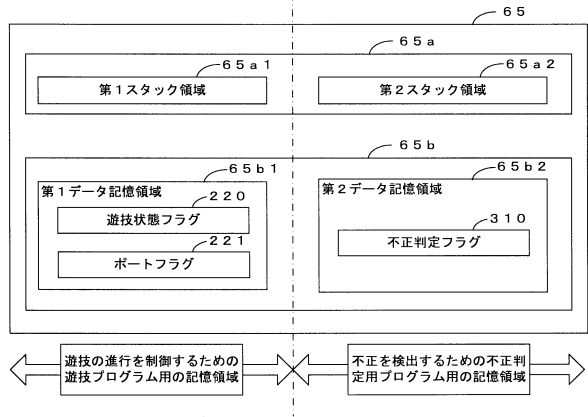 65
65a
65a1
65a2
第1スタック領域
第2スタック領域
65b
65b1
65b2
第1データ記憶領域
第2データ記憶領域
220
遊技状態フラグ
310
不正判定フラグ
221
ポートフラグ
遊技の進行を制御するための
遊技プログラム用の記憶領域
不正を検出するための不正判
定用プログラム用の記憶領域